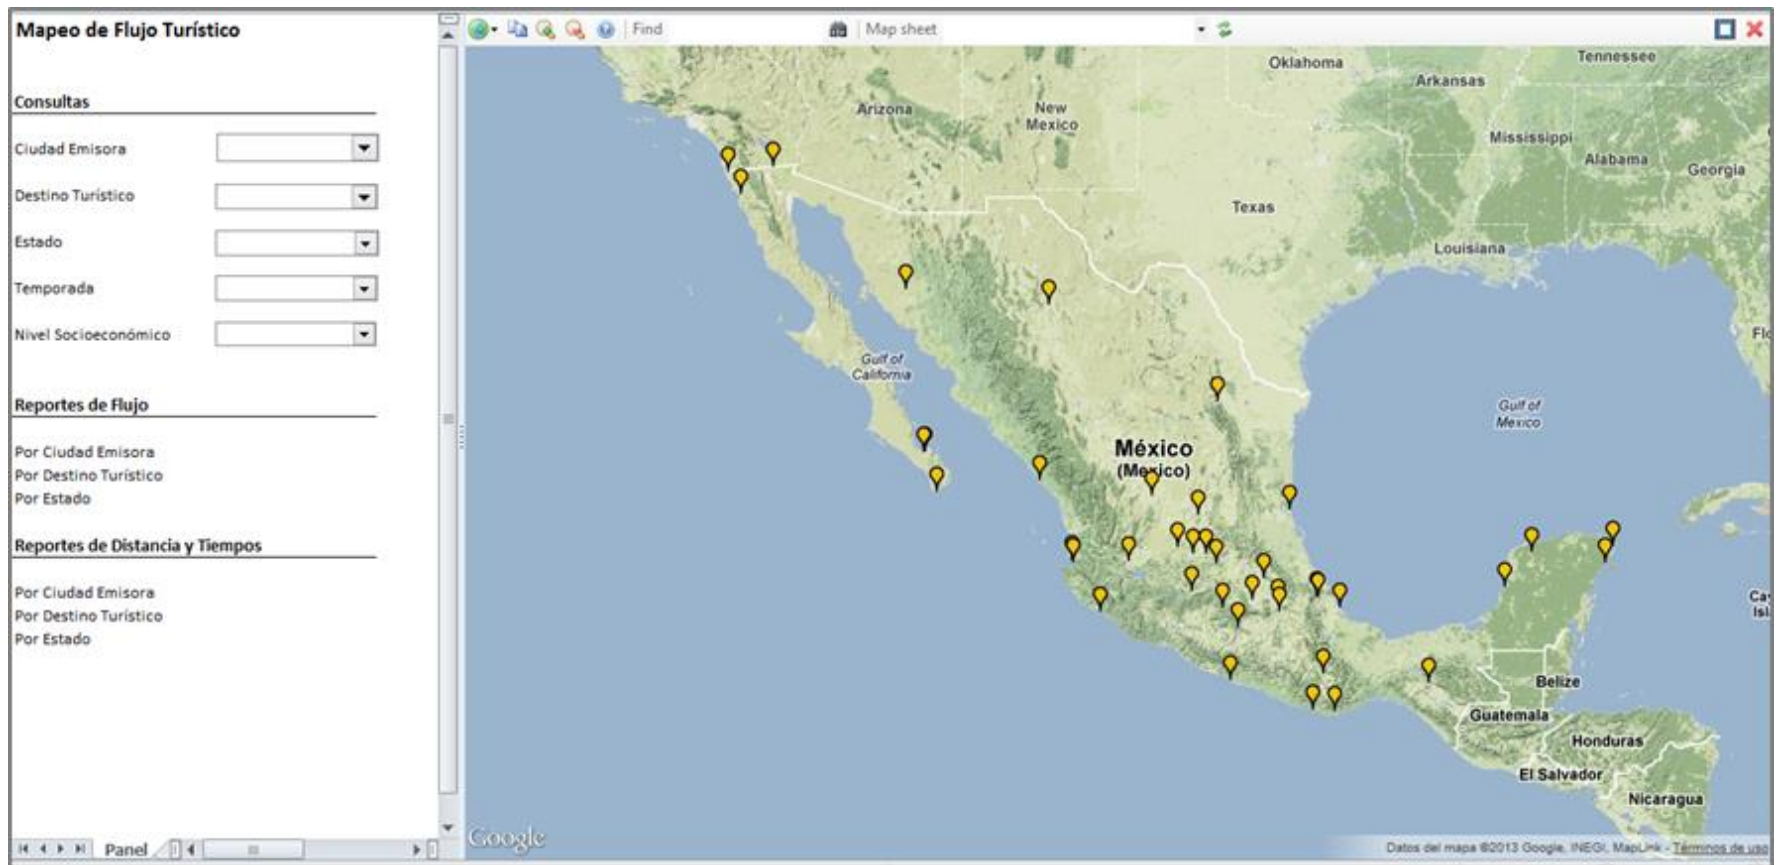 Mapeo de Flujo Turístico
Consultas
Ciudad Emisora
Destino Turístico
Estado
Temporada
Nivel Socioeconómico
Reportes de Flujo
Por Ciudad Emisora
Por Destino Turístico
Por Estado
Reportes de Distancia y Tiempos
Por Ciudad Emisora
Por Destino Turístico
Por Estado
Panel
Find
Map sheet
Oklahoma
Tennessee
Arkansas
Arizona
New
Mexico
Mississippi
Alabama
Georgia
Texas
Louisiana
Flo
Gulf of
California
Gulf of
Mexico
México
(Mexico)
Cay
Isl
Belize
Guatemala
Honduras
El Salvador
Nicaragua
Google
Datos del mapa ©2013 Google, INEGI, MapLink - Términos de uso